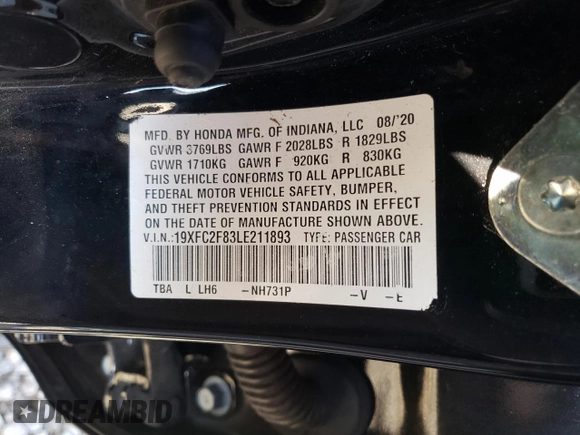 MFD. BY HONDA MFG. OF INDIANA, LLC 08/'20
GVWR 3769LBS GAWR F 2028LBS R 1829LBS
GVWR 1710KG GAWR F 920KG R 830KG
THIS VEHICLE CONFORMS TO ALL APPLICABLE
FEDERAL MOTOR VEHICLE SAFETY, BUMPER,
AND THEFT PREVENTION STANDARDS IN EFFECT
ON THE DATE OF MANUFACTURE SHOWN ABOVE.
V.I.N.:19XFC2F83LE211893 TYPE: PASSENGER CAR
TBA L LH6 -NH731P -V -E
DREAMBID